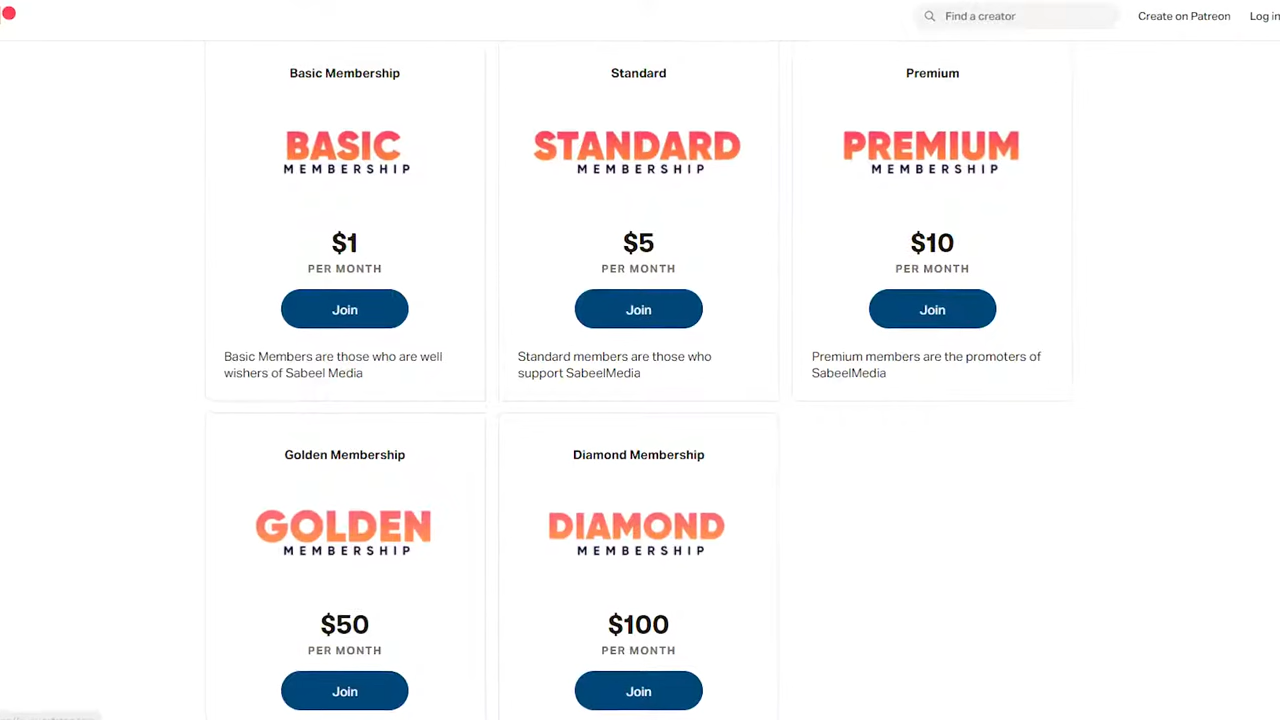 Find a creator
Create on Patreon
Log in
Basic Membership
BASIC
MEMBERSHIP
$1
PER MONTH
Join
Basic Members are those who are well
wishers of Sabeel Media
Standard
STANDARD
MEMBERSHIP
$5
PER MONTH
Join
Standard members are those who
support SabeelMedia
Premium
PREMIUM
MEMBERSHIP
$10
PER MONTH
Join
Premium members are the promoters of
SabeelMedia
Golden Membership
GOLDEN
MEMBERSHIP
$50
PER MONTH
Join
Diamond Membership
DIAMOND
MEMBERSHIP
$100
PER MONTH
Join